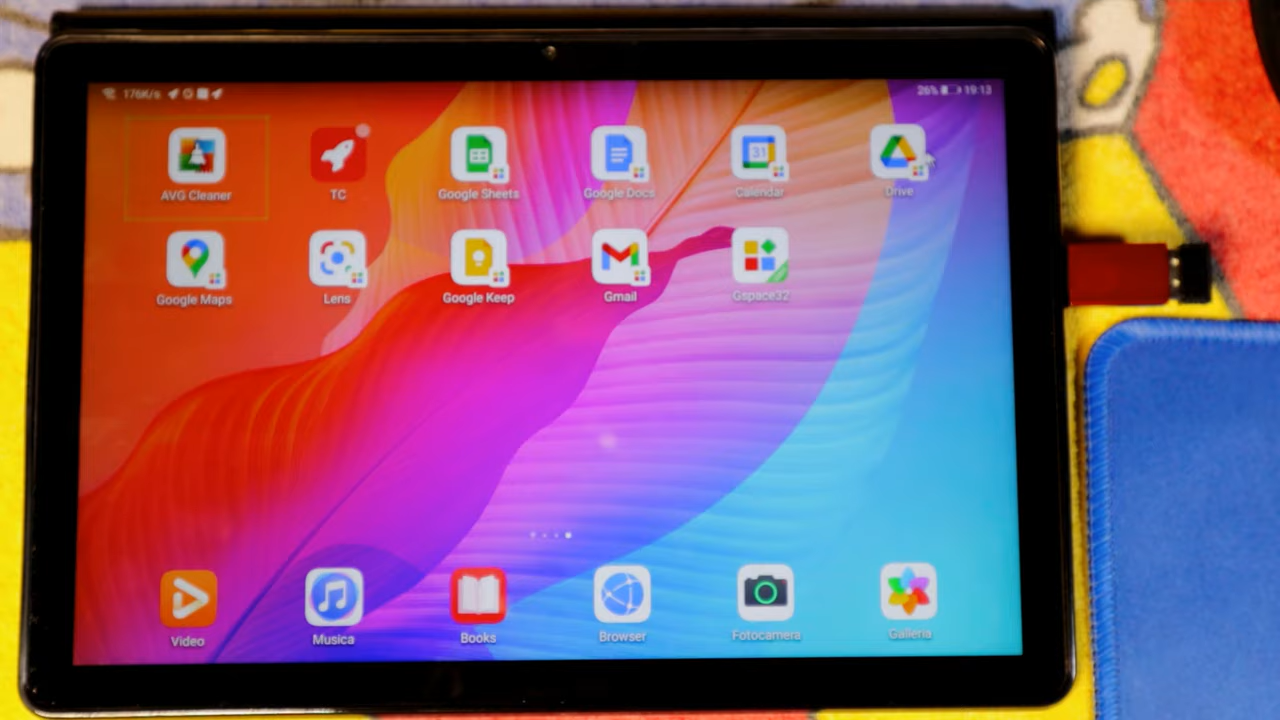 176K/s 26% 19:13
AVG Cleaner TC Google Sheets Google Docs Calendar Drive
31
Google Maps Lens Google Keep Gmail Gspace32
Video Musica Books Browser Fotocamera Galleria